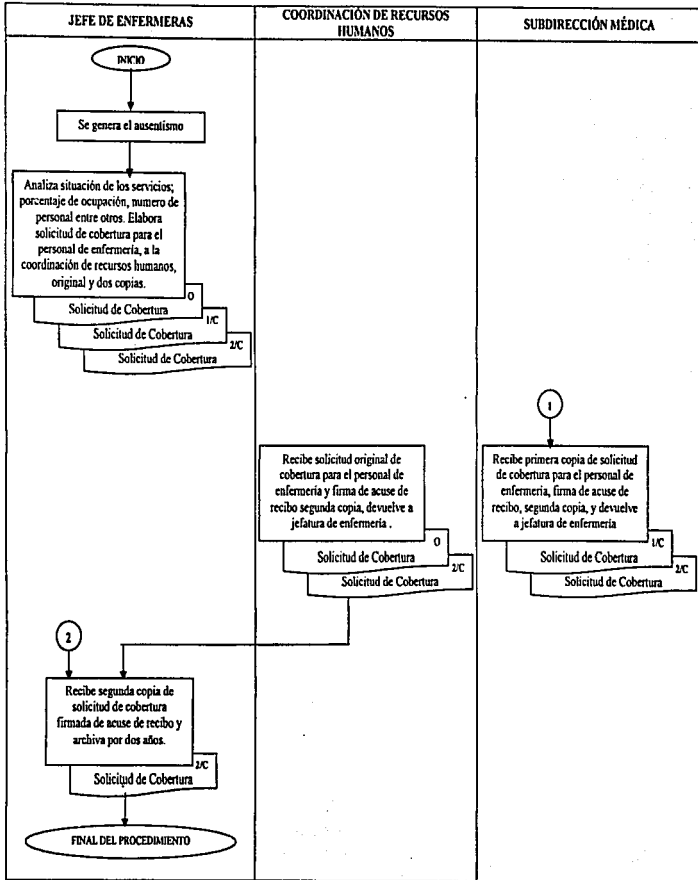 JEFE DE ENFERMERAS
COORDINACIÓN DE RECURSOS
HUMANOS
SUBDIRECCIÓN MÉDICA
INICIO
Se genera el ausentismo
Analiza situación de los servicios;
porcentaje de ocupación, numero de
personal entre otros. Elabora
solicitud de cobertura para el
personal de enfermería, a la
coordinación de recursos humanos,
original y dos copias.
O
Solicitud de Cobertura
1/C
Solicitud de Cobertura
2/C
Solicitud de Cobertura
1
Recibe solicitud original de
cobertura para el personal de
enfermería y firma de acuse de
recibo segunda copia, devuelve a
jefatura de enfermería .
O
Solicitud de Cobertura
2/C
Solicitud de Cobertura
Recibe primera copia de solicitud
de cobertura para el personal de
enfermería, firma de acuse de
recibo, segunda copia, y devuelve
a jefatura de enfermería
1/C
Solicitud de Cobertura
2/C
Solicitud de Cobertura
2
Recibe segunda copia de
solicitud de cobertura
firmada de acuse de recibo y
archiva por dos años.
2/C
Solicitud de Cobertura
FINAL DEL PROCEDIMIENTO